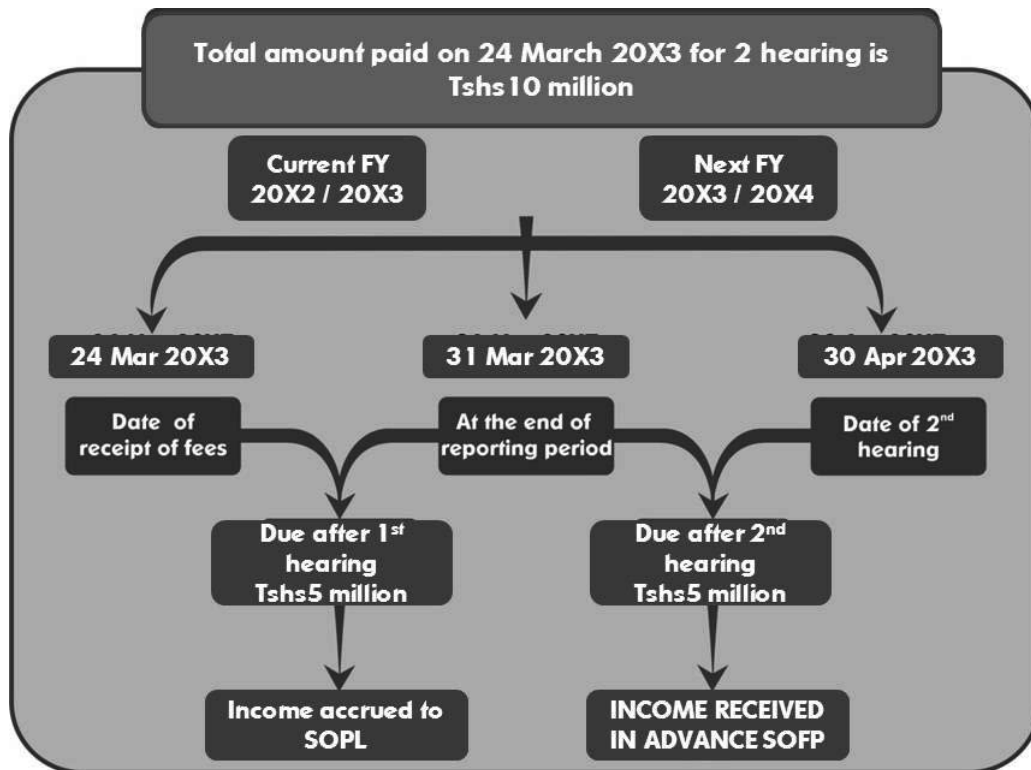 Total amount paid on 24 March 20X3 for 2 hearing is
Tshs10 million
Current FY
20X2 / 20X3
Next FY
20X3 / 20X4
24 Mar 20X3
31 Mar 20X3
30 Apr 20X3
Date of
receipt of fees
At the end of
reporting period
Date of 2nd
hearing
Due after 1st
hearing
Tshs5 million
Due after 2nd
hearing
Tshs5 million
Income accrued to
SOPL
INCOME RECEIVED
IN ADVANCE SOFP